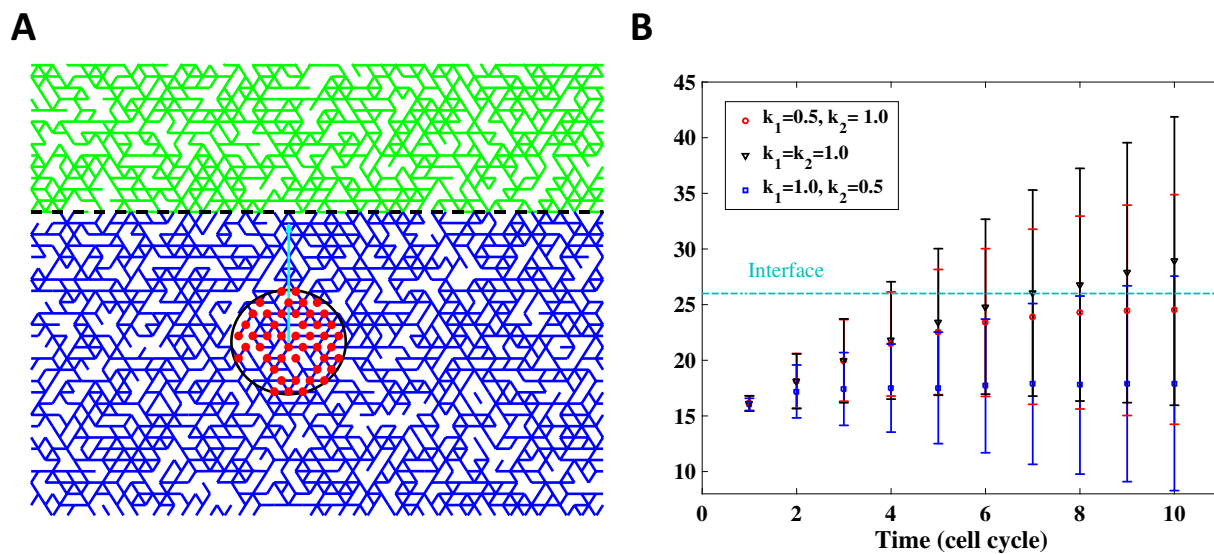 A
B
45
40
35
30
25
20
15
10
k1=0.5, k2= 1.0
k1=k2=1.0
k1=1.0, k2=0.5
Interface
0 2 4 6 8 10
Time (cell cycle)